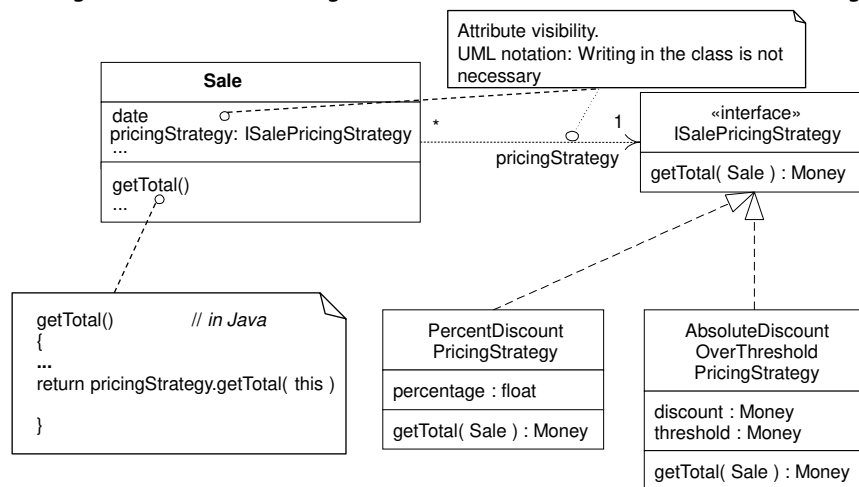 Attribute visibility.
UML notation: Writing in the class is not
necessary
Sale
date
pricingStrategy: ISalePricingStrategy
...
getTotal()
...
*
1
pricingStrategy
«interface»
ISalePricingStrategy
getTotal( Sale ) : Money
getTotal() // in Java
{
...
return pricingStrategy.getTotal( this )
}
PercentDiscount
PricingStrategy
percentage : float
getTotal( Sale ) : Money
AbsoluteDiscount
OverThreshold
PricingStrategy
discount : Money
threshold : Money
getTotal( Sale ) : Money